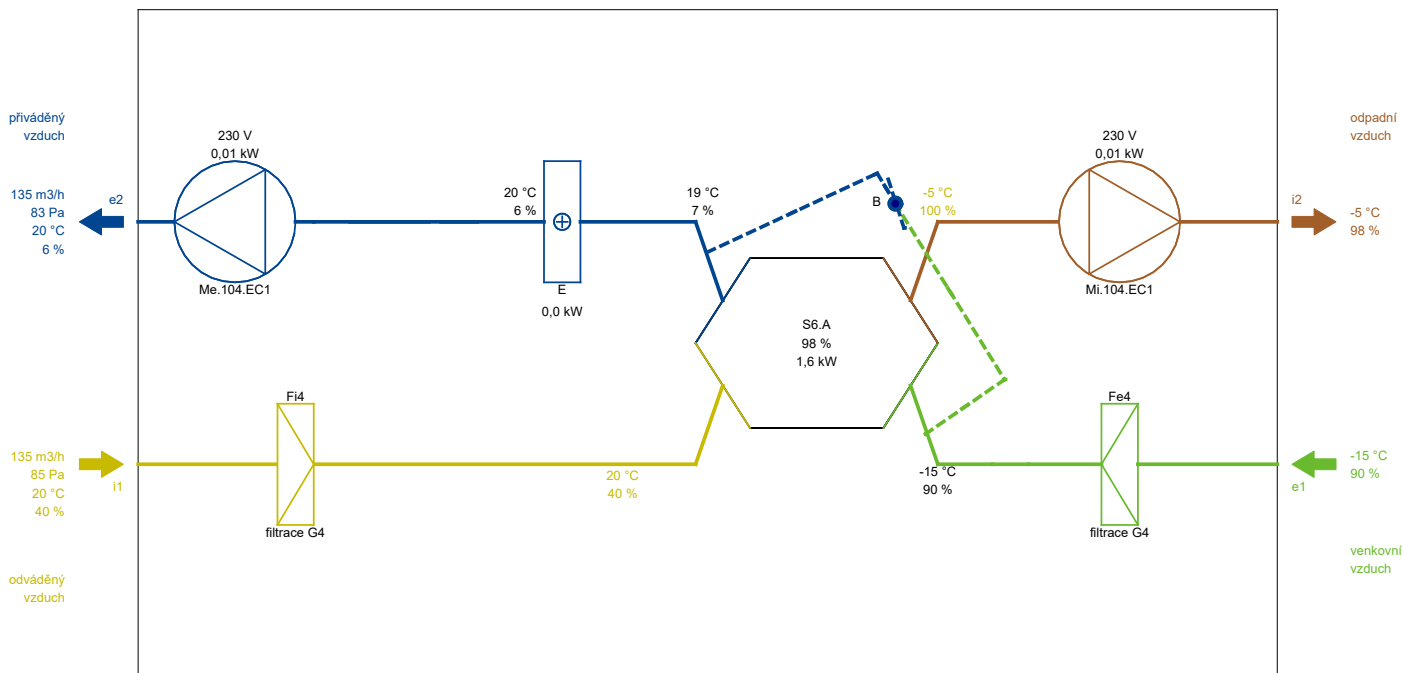 přiváděný
vzduch
135 m3/h
83 Pa
20 °C
6 %
e2
230 V
0,01 kW
Me.104.EC1
20 °C
6 %
E
0,0 kW
19 °C
7 %
B
-5 °C
100 %
230 V
0,01 kW
Mi.104.EC1
odpadní
vzduch
i2
-5 °C
98 %
S6.A
98 %
1,6 kW
135 m3/h
85 Pa
20 °C
40 %
i1
Fi4
filtrace G4
20 °C
40 %
-15 °C
90 %
Fe4
filtrace G4
-15 °C
90 %
e1
odváděný
vzduch
venkovní
vzduch